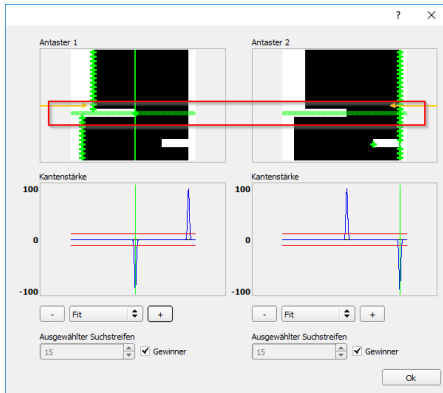 ?
Antaster 1 Antaster 2
Kantenstärke Kantenstärke
100 100
0 0
-100 -100
- Fit + - Fit +
Ausgewählter Suchstreifen Ausgewählter Suchstreifen
15 Gewinner 15 Gewinner
Ok